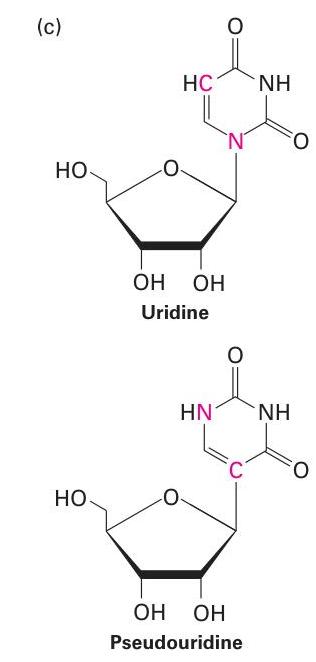 (c)
O
HC NH
N O
HO O
OH OH
Uridine
O
HN NH
C O
HO O
OH OH
Pseudouridine